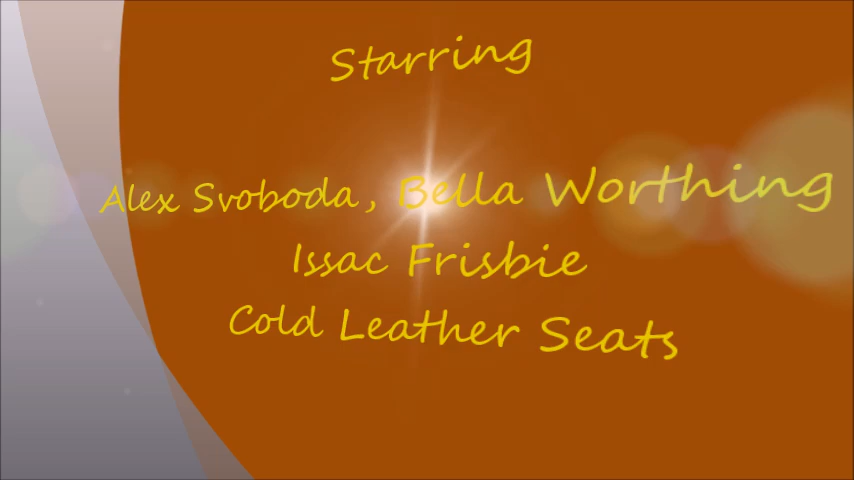 Starring
Alex Svoboda, Bella Worthing
Issac Frisbie
Cold Leather Seats